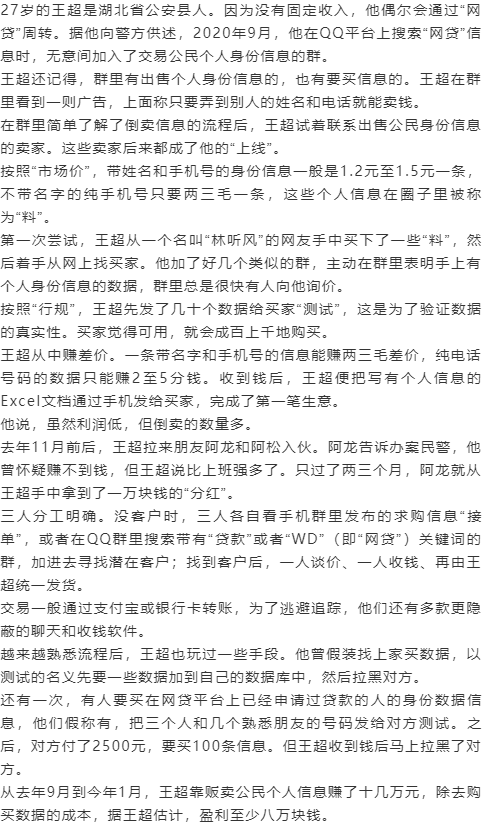 27岁的王超是湖北省公安县人。因为没有固定收入，他偶尔会通过“网
贷”周转。据他向警方供述，2020年9月，他在QQ平台上搜索“网贷”信
息时，无意间加入了交易公民个人身份信息的群。
王超还记得，群里有出售个人身份信息的，也有要买信息的。王超在群
里看到一则广告，上面称只要弄到别人的姓名和电话就能卖钱。
在群里简单了解了倒卖信息的流程后，王超试着联系出售公民身份信息
的卖家。这些卖家后来都成了他的“上线”。
按照“市场价”，带姓名和手机号的身份信息一般是1.2元至1.5元一条，
不带名字的纯手机号只要两三毛一条，这些个人信息在圈子里被称
为“料”。
第一次尝试，王超从一个名叫“林听风”的网友手中买下了一些“料”，然
后着手从网上找买家。他加了好几个类似的群，主动在群里表明手上有
个人身份信息的数据，群里总是很快有人向他询价。
按照“行规”，王超先发了几十个数据给买家“测试”，这是为了验证数据
的真实性。买家觉得可用，就会成百上千地购买。
王超从中赚差价。一条带名字和手机号的信息能赚两三毛差价，纯电话
号码的数据只能赚2至5分钱。收到钱后，王超便把写有个人信息的
Excel文档通过手机发给买家，完成了第一笔生意。
他说，虽然利润低，但倒卖的数量多。
去年11月前后，王超拉来朋友阿龙和阿松入伙。阿龙告诉办案民警，他
曾怀疑赚不到钱，但王超说比上班强多了。只过了两三个月，阿龙就从
王超手中拿到了一万块钱的“分红”。
三人分工明确。没客户时，三人各自看手机群里发布的求购信息“接
单”，或者在QQ群里搜索带有“贷款”或者“WD”（即“网贷”）关键词的
群，加进去寻找潜在客户；找到客户后，一人谈价、一人收钱、再由王
超统一发货。
交易一般通过支付宝或银行卡转账，为了逃避追踪，他们还有多款更隐
蔽的聊天和收钱软件。
越来越熟悉流程后，王超也玩过一些手段。他曾假装找上家买数据，以
测试的名义先要一些数据加到自己的数据库中，然后拉黑对方。
还有一次，有人要买在网贷平台上已经申请过贷款的人的身份数据信
息，他们假称有，把三个人和几个熟悉朋友的号码发给对方测试。之
后，对方付了2500元，要买100条信息。但王超收到钱后马上拉黑了对
方。
从去年9月到今年1月，王超靠贩卖公民个人信息赚了十几万元，除去购
买数据的成本，据王超估计，盈利至少八万块钱。